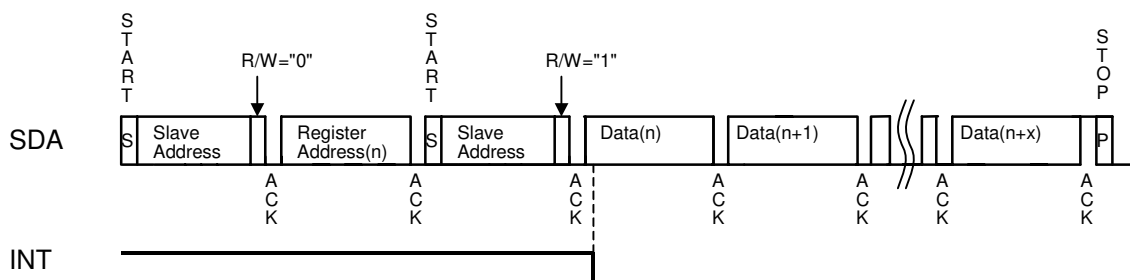 START
START
STOP
R/W="0"
R/W="1"
SDA
S
Slave
Address
Register
Address(n)
S
Slave
Address
Data(n)
Data(n+1)
Data(n+x)
P
ACK
ACK
ACK
ACK
ACK
ACK
ACK
INT